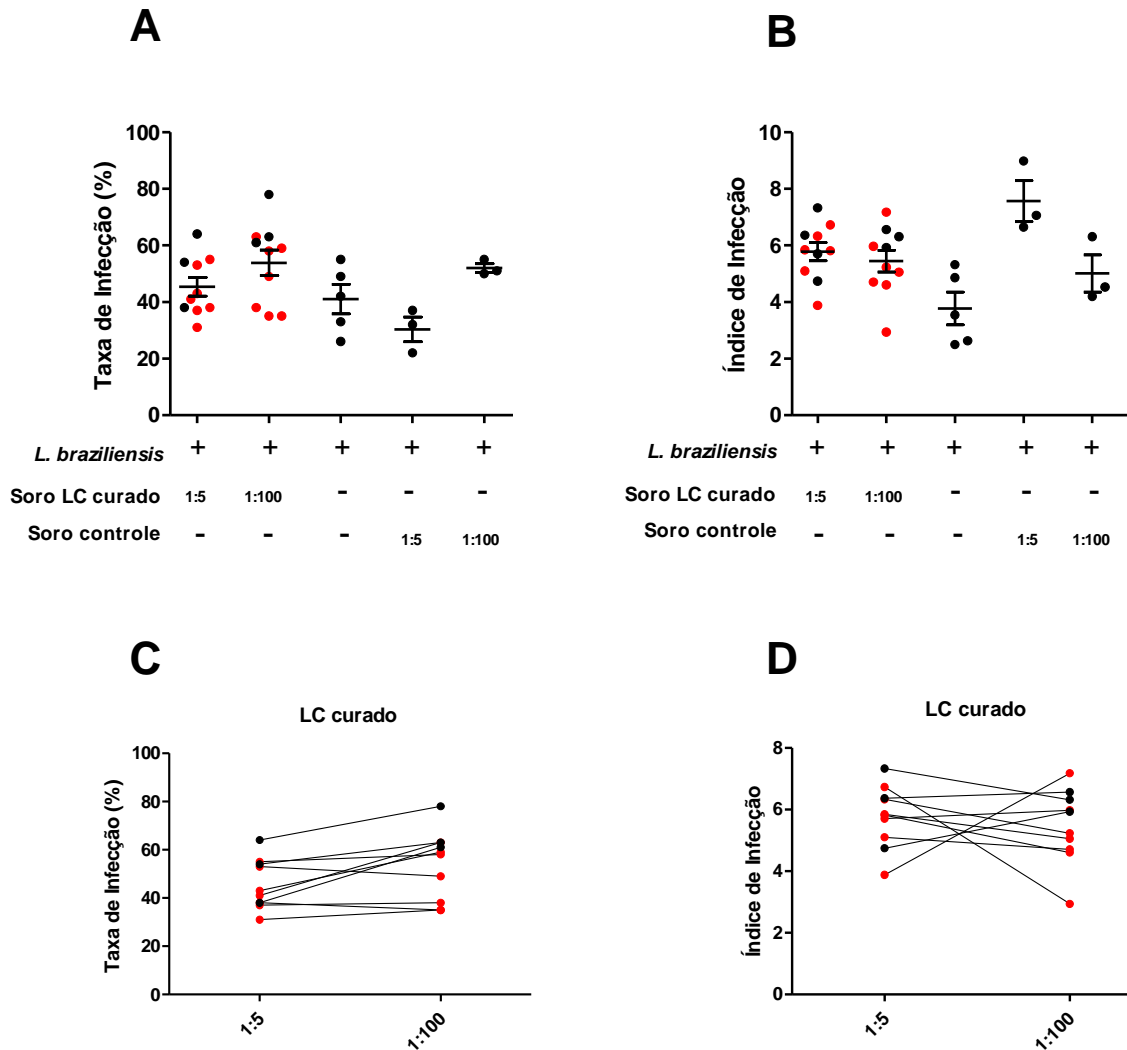 A
B
Taxa de Infecção (%)
100
80
60
40
20
0
L. braziliensis + + + + +
Soro LC curado 1:5 1:100 - - -
Soro controle - - - 1:5 1:100
Índice de Infecção
10
8
6
4
2
0
L. braziliensis + + + + +
Soro LC curado 1:5 1:100 - - -
Soro controle - - - 1:5 1:100
C
D
LC curado
Taxa de Infecção (%)
100
80
60
40
20
0
1:5 1:100
LC curado
Índice de Infecção
8
6
4
2
0
1:5 1:100